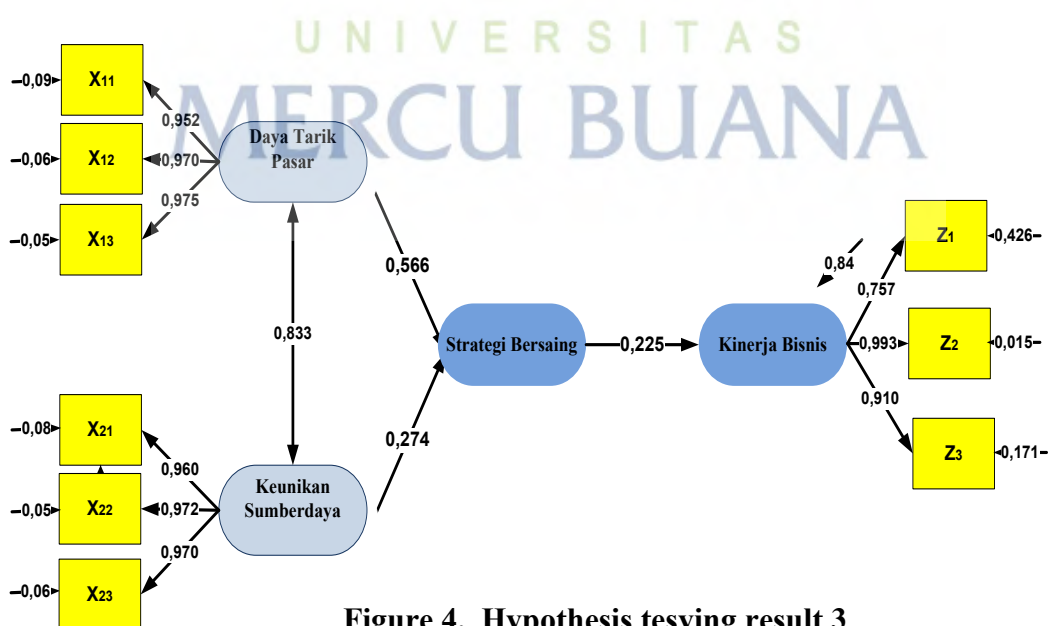 UNIVERSITAS
MERCU BUANA
–0,09
X11
0,952
–0,06
X12
0,970
Daya Tarik
Pasar
0,975
–0,05
X13
0,566
0,833
Strategi Bersaing
0,225
Kinerja Bisnis
0,84
0,757
Z1
0,426–
0,993
Z2
0,015–
0,910
Z3
0,171–
0,274
–0,08
X21
0,960
–0,05
X22
0,972
Keunikan
Sumberdaya
0,970
–0,06
X23
Figure 4. Hypothesis tesying result 3